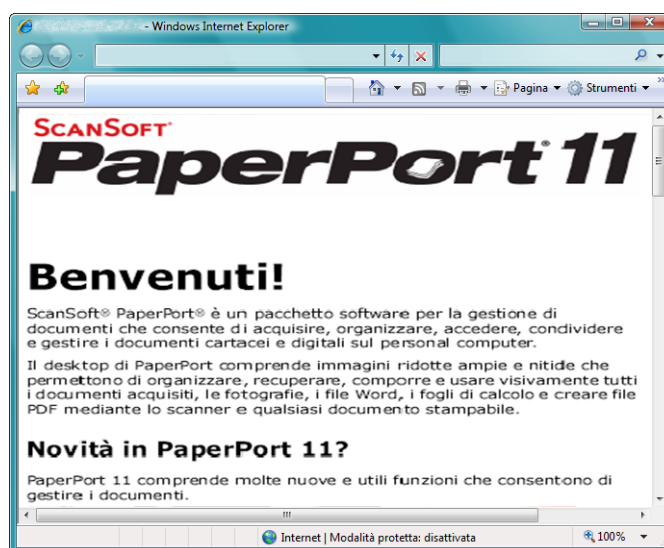 - Windows Internet Explorer
Pagina Strumenti
SCANSOFT
PaperPort 11
Benvenuti!
ScanSoft® PaperPort® è un pacchetto software per la gestione di
documenti che consente di acquisire, organizzare, accedere, condividere
e gestire i documenti cartacei e digitali sul personal computer.
Il desktop di PaperPort comprende immagini ridotte ampie e nitide che
permettono di organizzare, recuperare, comporre e usare visivamente tutti
i documenti acquisiti, le fotografie, i file Word, i fogli di calcolo e creare file
PDF mediante lo scanner e qualsiasi documento stampabile.
Novità in PaperPort 11?
PaperPort 11 comprende molte nuove e utili funzioni che consentono di
gestire i documenti.
Internet | Modalità protetta: disattivata 100%